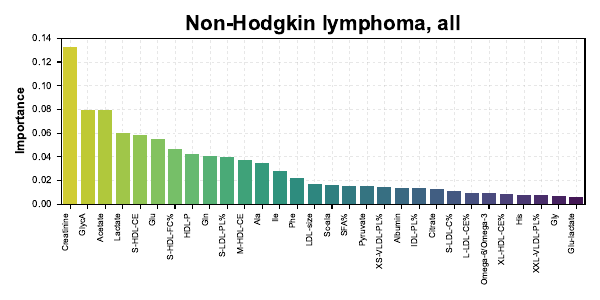 Non-Hodgkin lymphoma, all
Importance
0.14
0.12
0.10
0.08
0.06
0.04
0.02
0.00
Creatinine
GlycA
Acetate
Lactate
S-HDL-CE
Glu
S-HDL-FC%
HDL-P
Gln
S-LDL-PL%
M-HDL-CE
Ala
Ile
Phe
LDL-size
SFA%
Pyruvate
XS-VLDL-PL%
Albumin
IDL-PL%
Citrate
S-LDL-C%
L-LDL-CE%
Omega-6/Omega-3
XL-HDL-CE%
His
XXL-VLDL-PL%
Gly
Glu-lactate